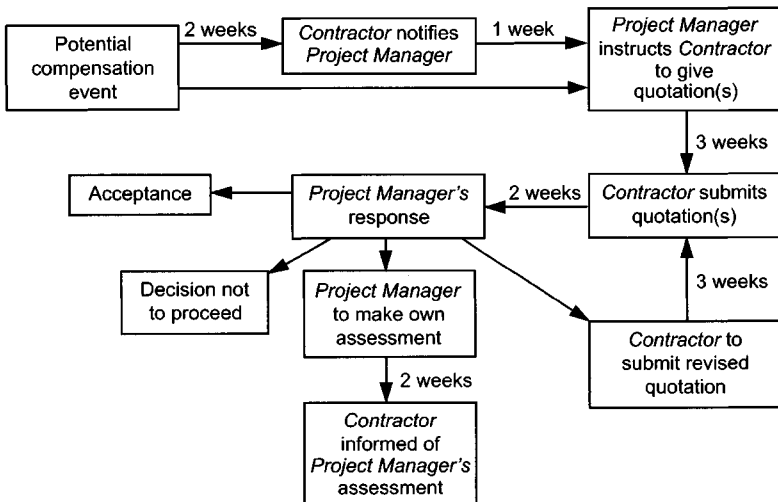 Potential
compensation
event
2 weeks
Contractor notifies
Project Manager
1 week
Project Manager
instructs Contractor
to give
quotation(s)
3 weeks
Contractor submits
quotation(s)
2 weeks
Project Manager's
response
Acceptance
Decision not
to proceed
Project Manager
to make own
assessment
2 weeks
Contractor
informed of
Project Manager's
assessment
3 weeks
Contractor to
submit revised
quotation